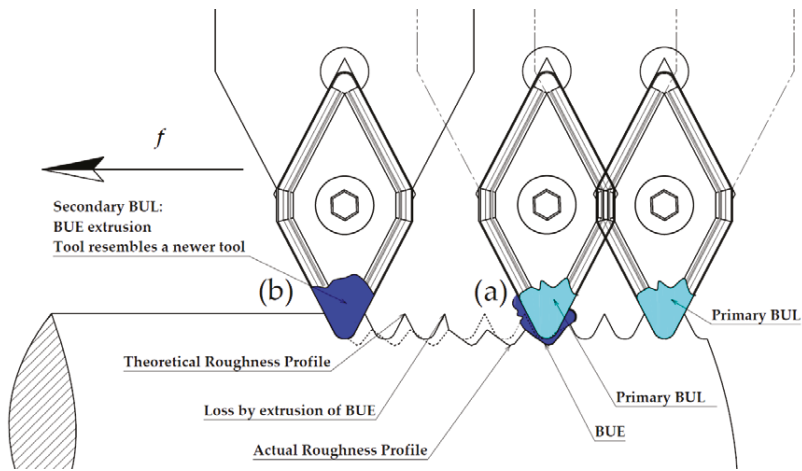 f
Secondary BUL:
BUE extrusion
Tool resembles a newer tool
(b)
(a)
Primary BUL
Theoretical Roughness Profile
Primary BUL
Loss by extrusion of BUE
BUE
Actual Roughness Profile